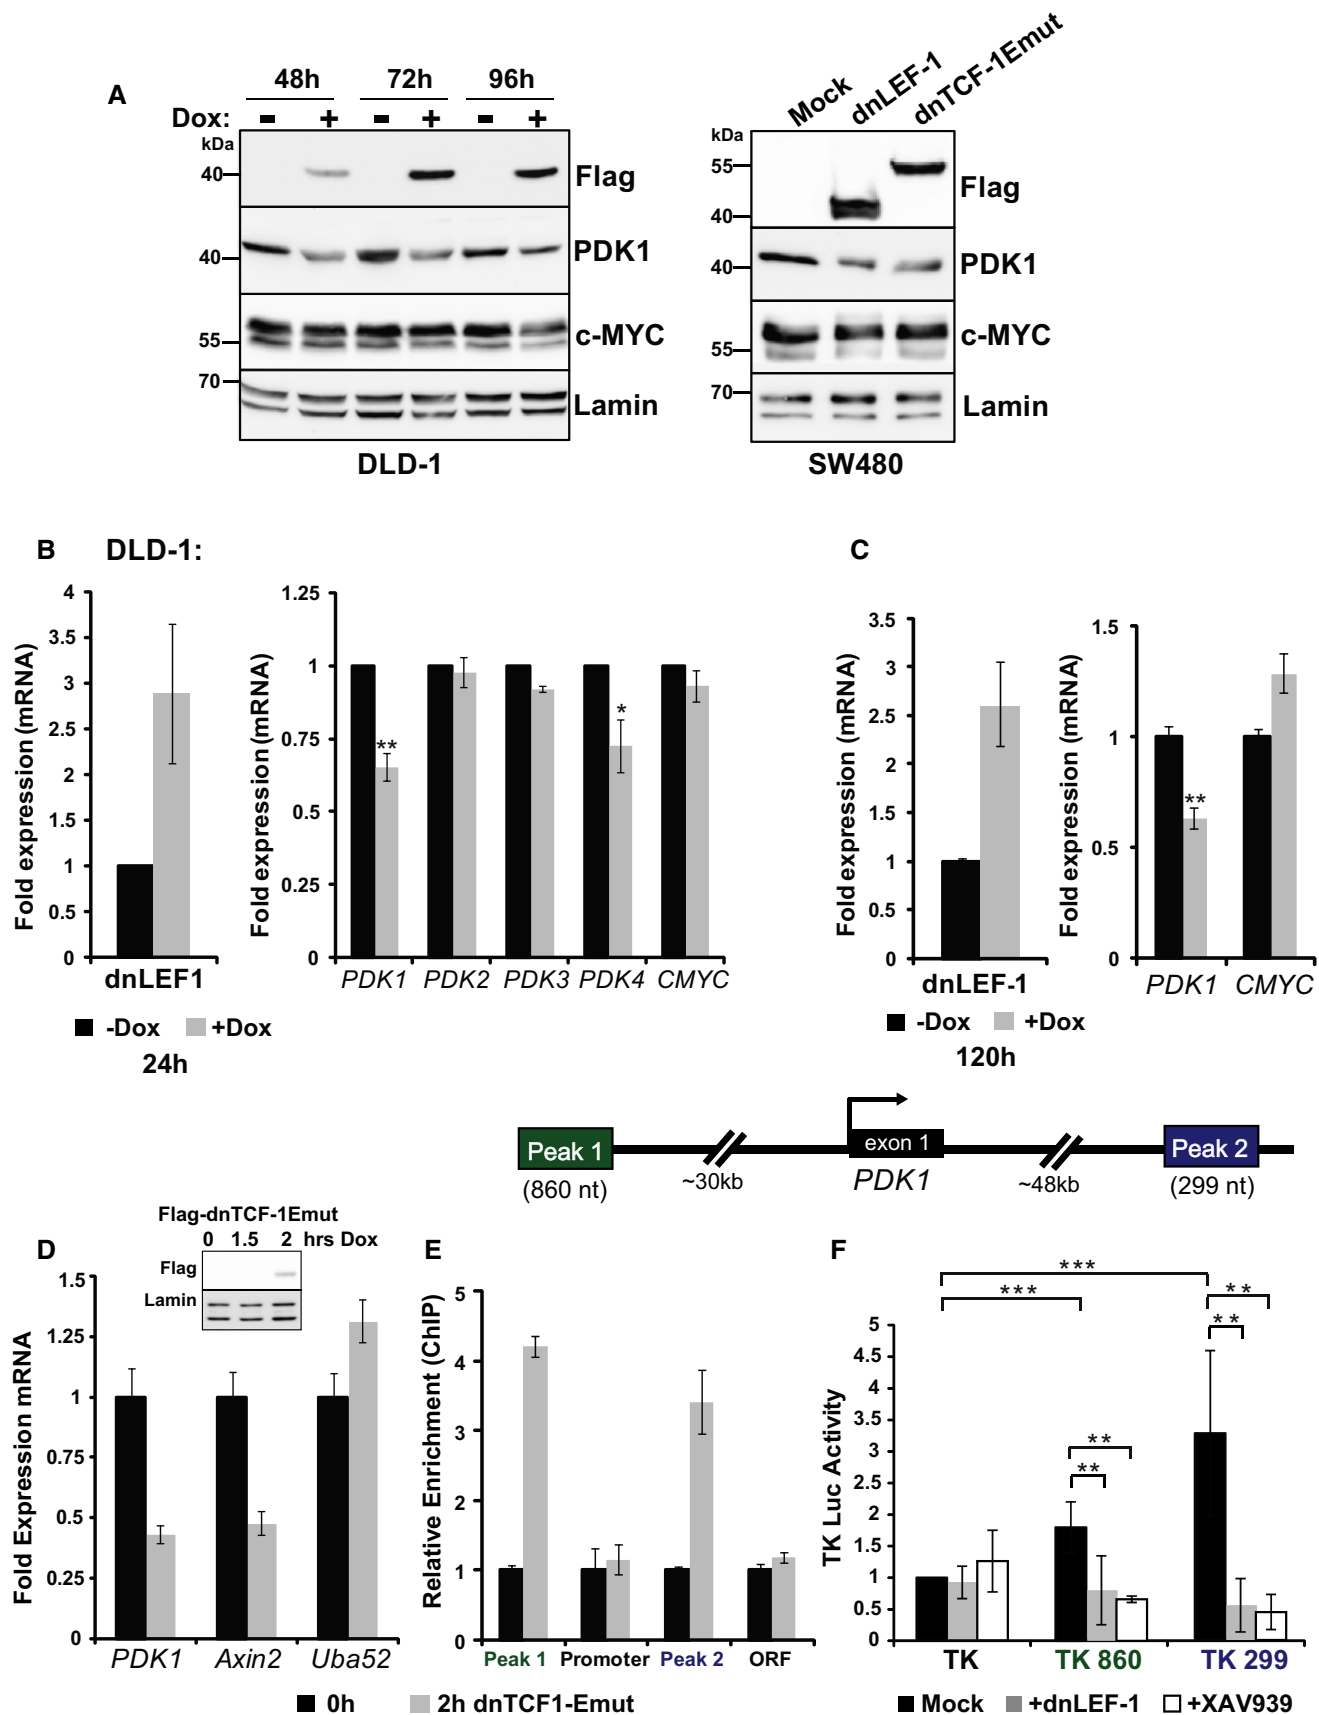 A
48h 72h 96h
Dox: - + - + - +
kDa
40
Flag
40
PDK1
55
c-MYC
70
Lamin
DLD-1
Mock dnLEF-1 dnTCF-1Emut
kDa
55
40
Flag
40
PDK1
55
c-MYC
70
Lamin
SW480
B DLD-1:
Fold expression (mRNA)
4
3.5
3
2.5
2
1.5
1
0.5
0
dnLEF1
Fold expression (mRNA)
1.25
1
0.75
0.5
0.25
0
**
*
PDK1 PDK2 PDK3 PDK4 CMYC
-Dox +Dox
24h
C
Fold expression (mRNA)
3.5
3
2.5
2
1.5
1
0.5
0
dnLEF-1
Fold expression (mRNA)
1.5
1
0.5
0
**
PDK1 CMYC
-Dox +Dox
120h
Peak 1
(860 nt)
~30kb
exon 1
PDK1
~48kb
Peak 2
(299 nt)
D
Flag-dnTCF-1Emut
0 1.5 2 hrs Dox
Flag
Lamin
Fold Expression mRNA
1.5
1.25
1
0.75
0.5
0.25
0
PDK1 Axin2 Uba52
E
Relative Enrichment (ChIP)
5
4
3
2
1
0
Peak 1 Promoter Peak 2 ORF
0h 2h dnTCF1-Emut
F
TK Luc Activity
5
4.5
4
3.5
3
2.5
2
1.5
1
0.5
0
***
***
**
**
**
**
TK TK 860 TK 299
Mock +dnLEF-1 +XAV939